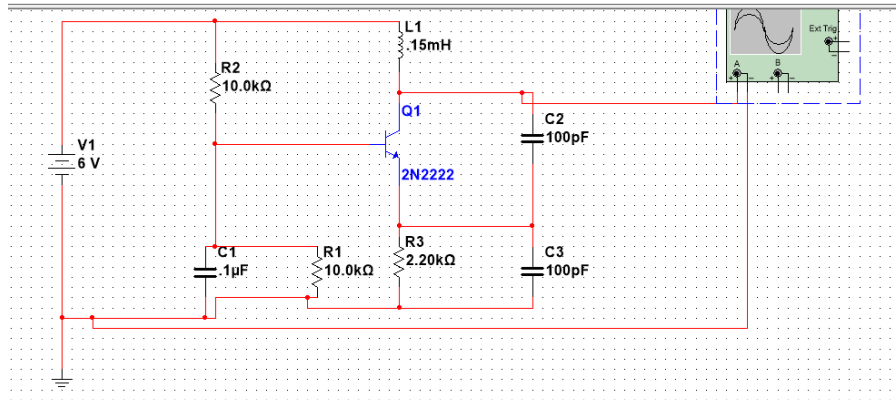 L1
.15mH
Ext Trig
+
−
A
B
+
−
+
−
R2
10.0kΩ
Q1
C2
100pF
V1
6 V
2N2222
C1
.1µF
R1
10.0kΩ
R3
2.20kΩ
C3
100pF